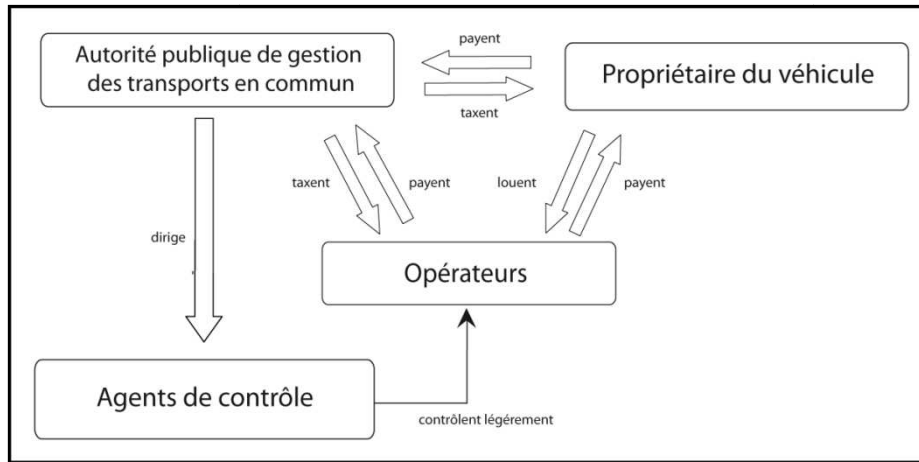 Autorité publique de gestion
des transports en commun
payent
taxent
Propriétaire du véhicule
taxent
payent
louent
payent
dirige
Opérateurs
Agents de contrôle
contrôlent légérement